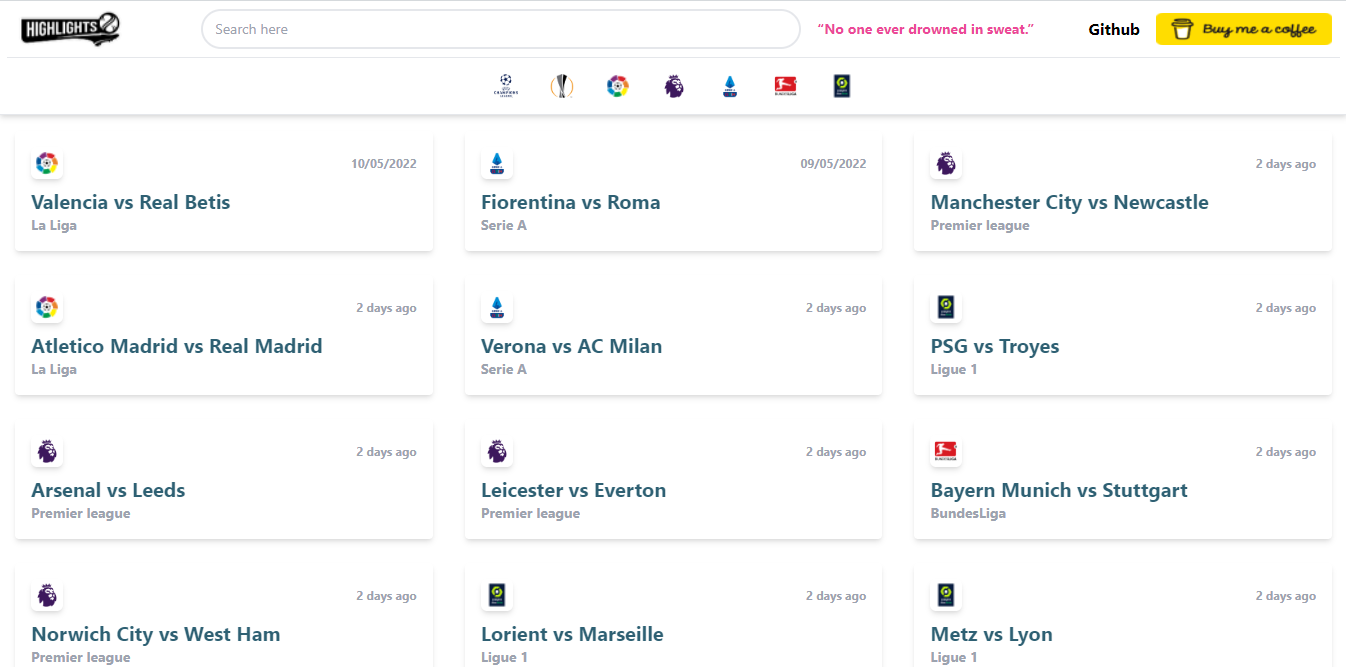 HIGHLIGHTS
Search here
“No one ever drowned in sweat.”
Github
Buy me a coffee
CHAMPIONS
10/05/2022
Valencia vs Real Betis
La Liga
09/05/2022
Fiorentina vs Roma
Serie A
2 days ago
Manchester City vs Newcastle
Premier league
2 days ago
Atletico Madrid vs Real Madrid
La Liga
2 days ago
Verona vs AC Milan
Serie A
2 days ago
PSG vs Troyes
Ligue 1
2 days ago
Arsenal vs Leeds
Premier league
2 days ago
Leicester vs Everton
Premier league
2 days ago
Bayern Munich vs Stuttgart
BundesLiga
2 days ago
Norwich City vs West Ham
Premier league
2 days ago
Lorient vs Marseille
Ligue 1
2 days ago
Metz vs Lyon
Ligue 1